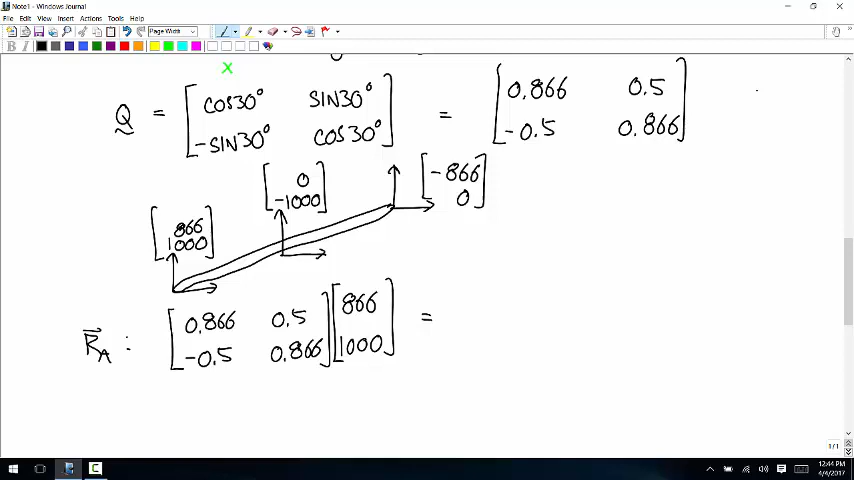 Note1 - Windows Journal
File Edit View Insert Actions Tools Help
Page Width
B
x
Q = [ COS30° SIN30° ] = [ 0.866 0.5 ]
[ -SIN30° COS30° ] [ -0.5 0.866 ]
[ 0 ] [ -866 ]
[ -1000 ] [ 0 ]
[ 866 ]
[ 1000 ]
R⃗A : [ 0.866 0.5 ] [ 866 ] =
[ -0.5 0.866 ] [ 1000 ]
1/1
12:44 PM
4/4/2017